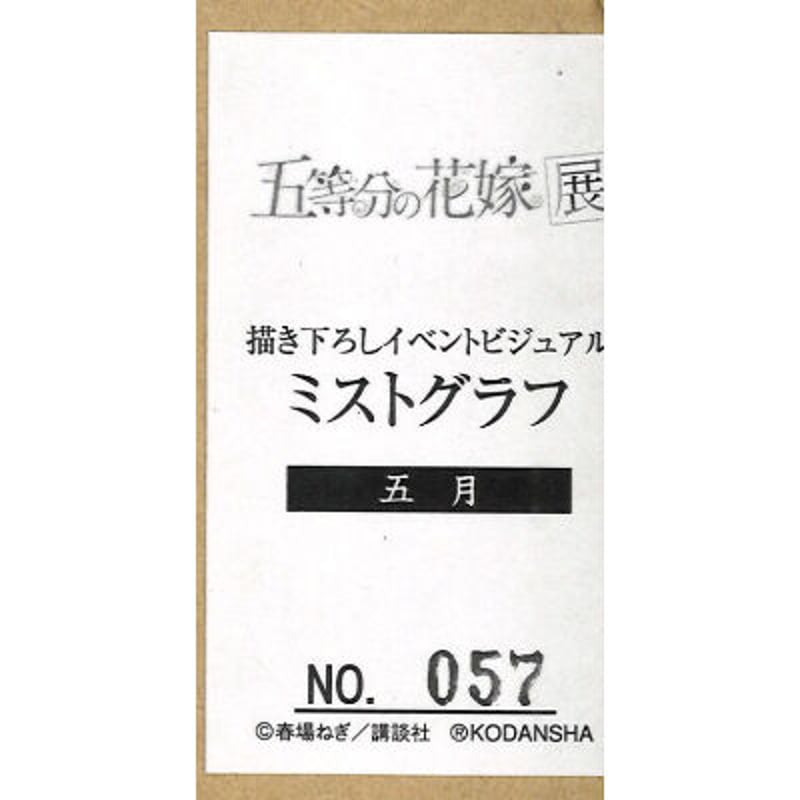 五等分の花嫁 展
描き下ろしイベントビジュアル
ミストグラフ
五 月
NO. 057
©春場ねぎ/講談社 ®KODANSHA